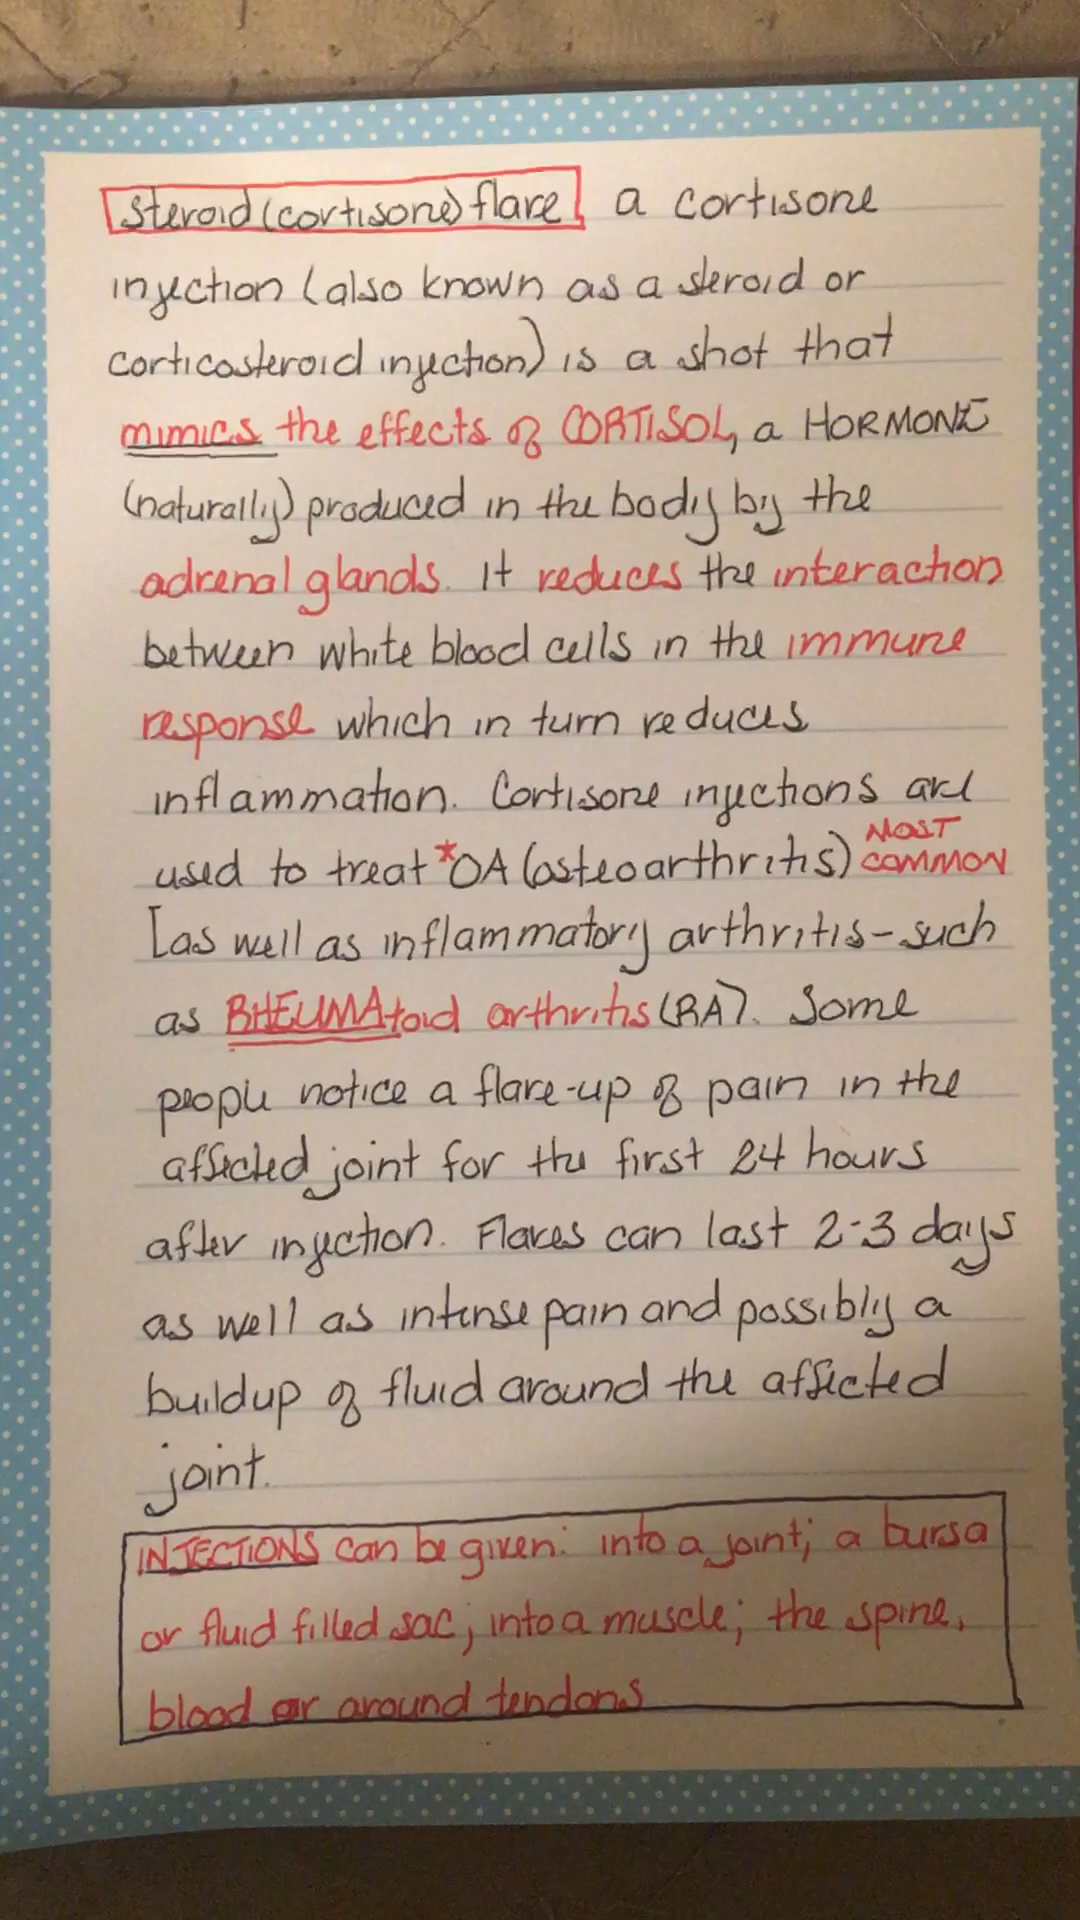 steroid (cortisone) flare a cortisone
injection (also known as a steroid or
corticosteroid injection) is a shot that
mimics the effects of CORTISOL, a HORMONE
(naturally) produced in the body by the
adrenal glands. It reduces the interaction
between white blood cells in the immune
response which in turn reduces
inflammation. Cortisone injections are
used to treat *OA (osteoarthritis) MOST COMMON
[as well as inflammatory arthritis-such
as RHEUMAtoid arthritis (RA). Some
people notice a flare-up of pain in the
affected joint for the first 24 hours
after injection. Flares can last 2-3 days
as well as intense pain and possibly a
buildup of fluid around the affected
joint.
INJECTIONS can be given: into a joint; a bursa
or fluid filled sac; into a muscle; the spine,
blood or around tendons